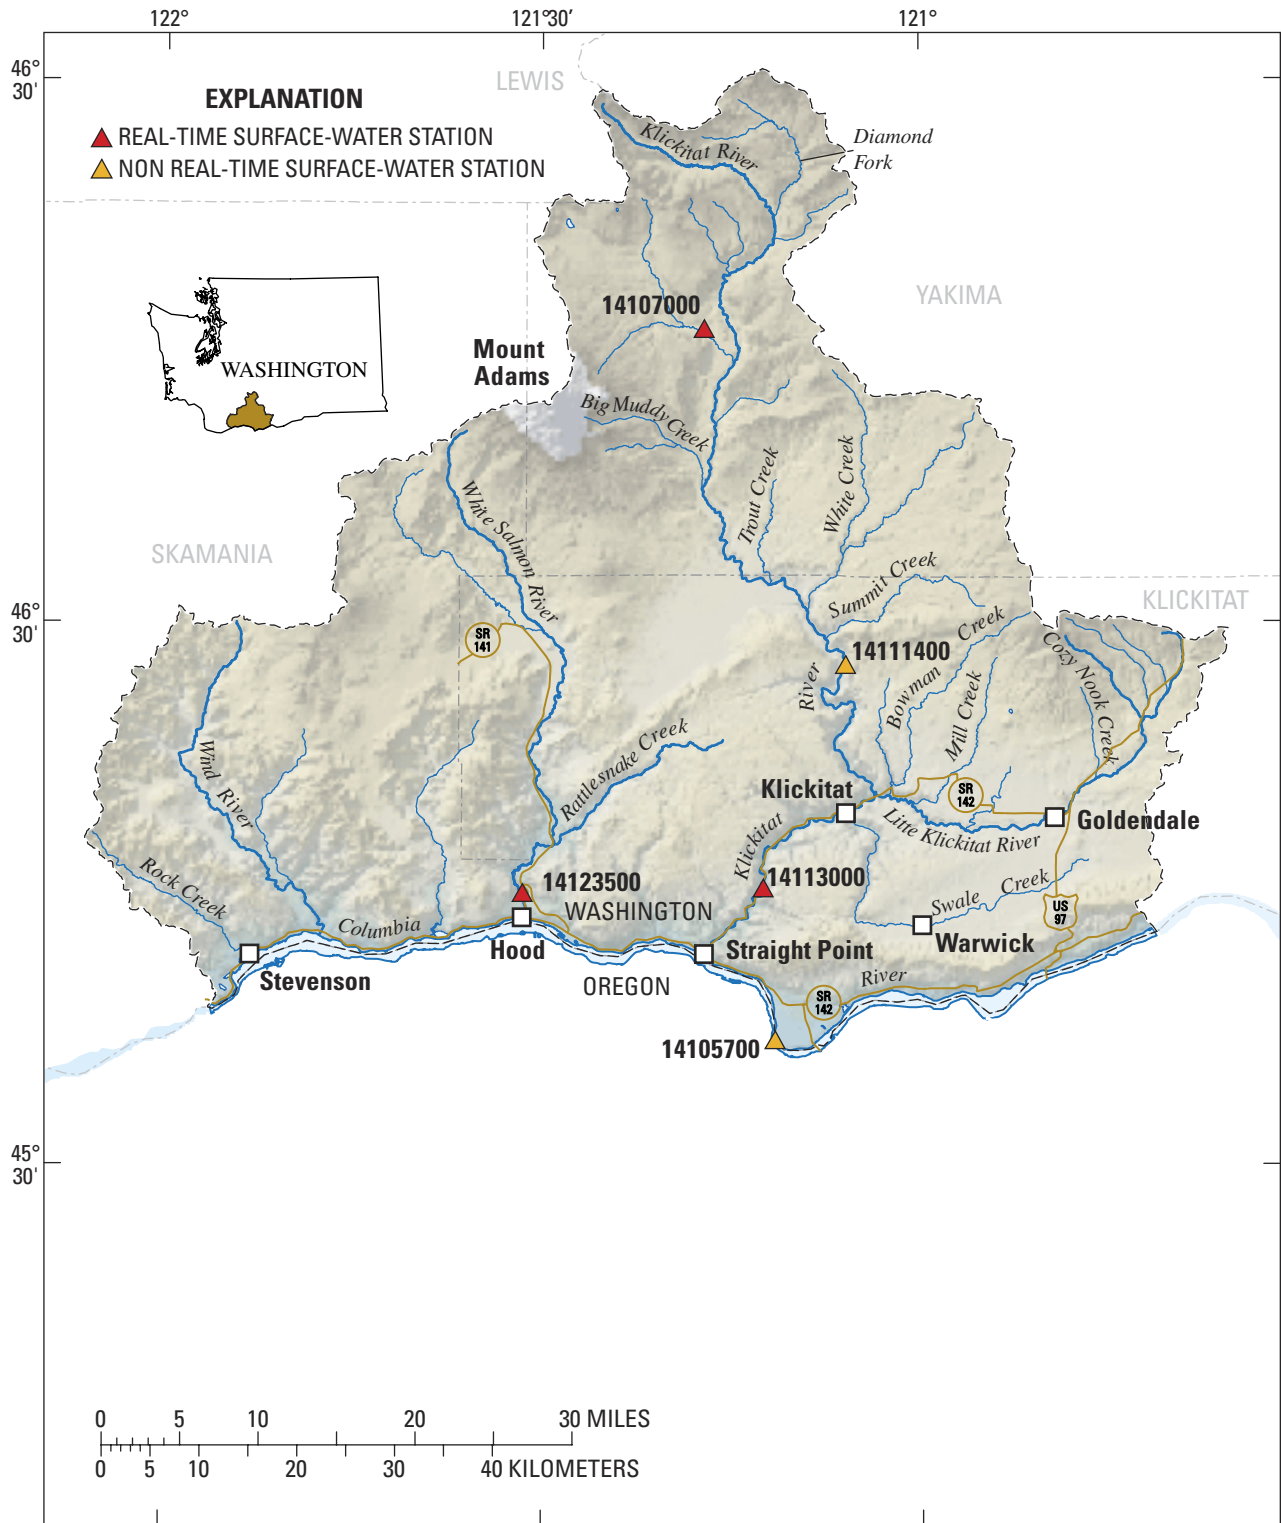 122°
121°30'
121°
46°
30'
LEWIS
EXPLANATION
REAL-TIME SURFACE-WATER STATION
NON REAL-TIME SURFACE-WATER STATION
Klickitat River
Diamond
Fork
YAKIMA
14107000
Mount
Adams
WASHINGTON
Big Muddy Creek
Trout Creek
White Creek
White Salmon River
SKAMANIA
Summit Creek
KLICKITAT
46°
30'
SR
141
14111400
River
Bowman Creek
Mill Creek
Cozy Nook Creek
Wind River
Rattlesnake Creek
Klickitat
SR
142
Goldendale
Litte Klickitat River
Klickitat
Rock Creek
14123500
14113000
WASHINGTON
Swale Creek
US
97
Columbia
Hood
Straight Point
Warwick
Stevenson
OREGON
River
SR
142
14105700
45°
30'
0 5 10 20 30 MILES
0 5 10 20 30 40 KILOMETERS